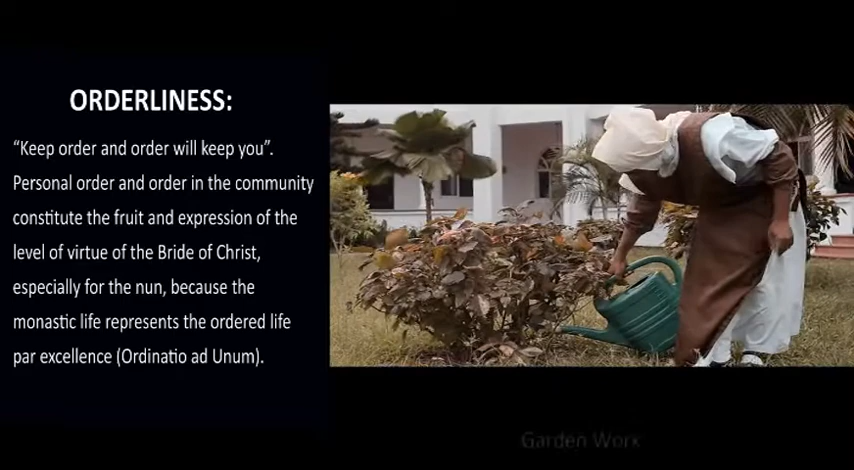 ORDERLINESS:
“Keep order and order will keep you”.
Personal order and order in the community
constitute the fruit and expression of the
level of virtue of the Bride of Christ,
especially for the nun, because the
monastic life represents the ordered life
par excellence (Ordinatio ad Unum).
Garden Work